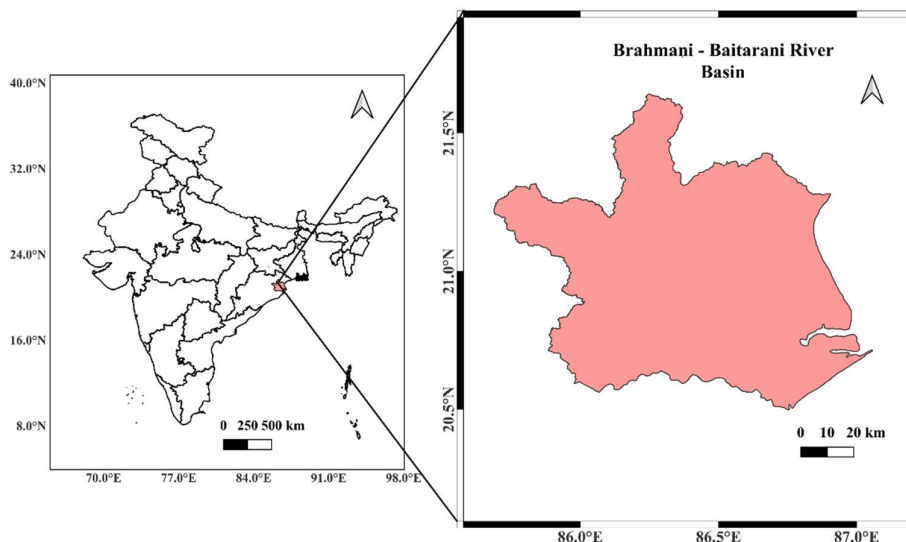 40.0°N
32.0°N
24.0°N
16.0°N
8.0°N
0 250 500 km
70.0°E 77.0°E 84.0°E 91.0°E 98.0°E
Brahmani - Baitarani River
Basin
21.5°N
21.0°N
20.5°N
0 10 20 km
86.0°E 86.5°E 87.0°E